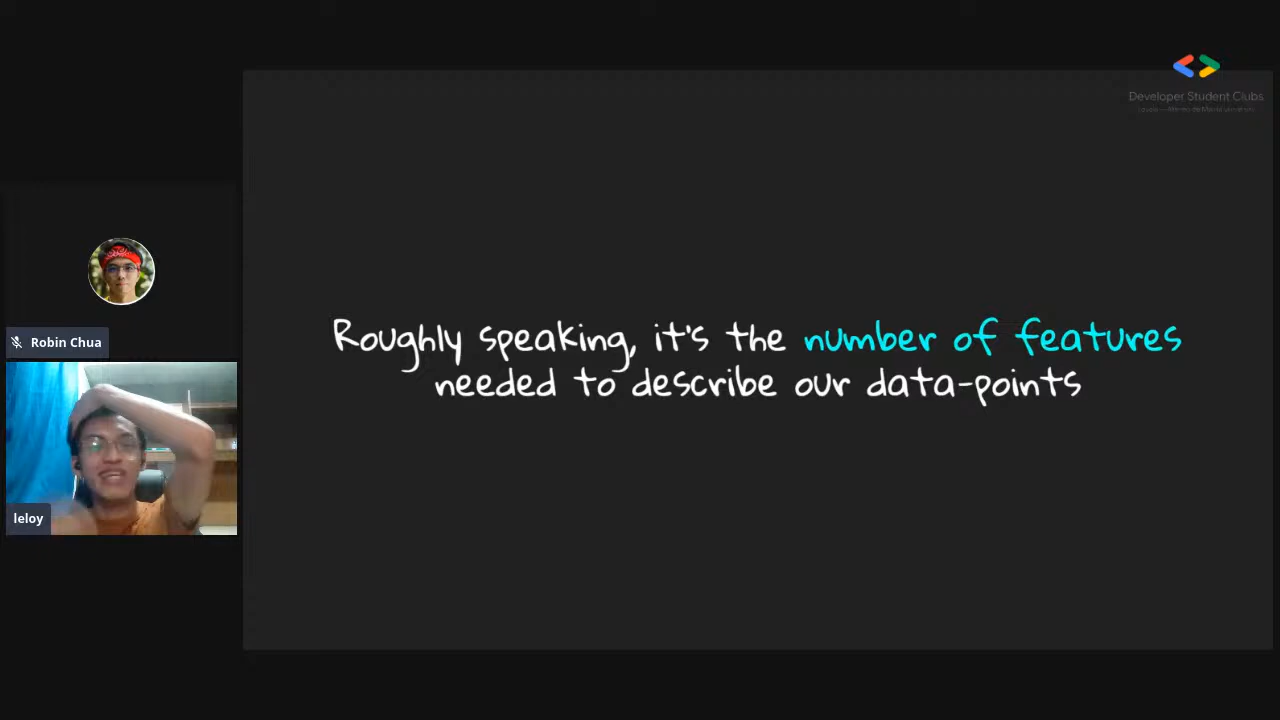 Developer Student Clubs
Robin Chua
leloy
Roughly speaking, it's the number of features
needed to describe our data-points